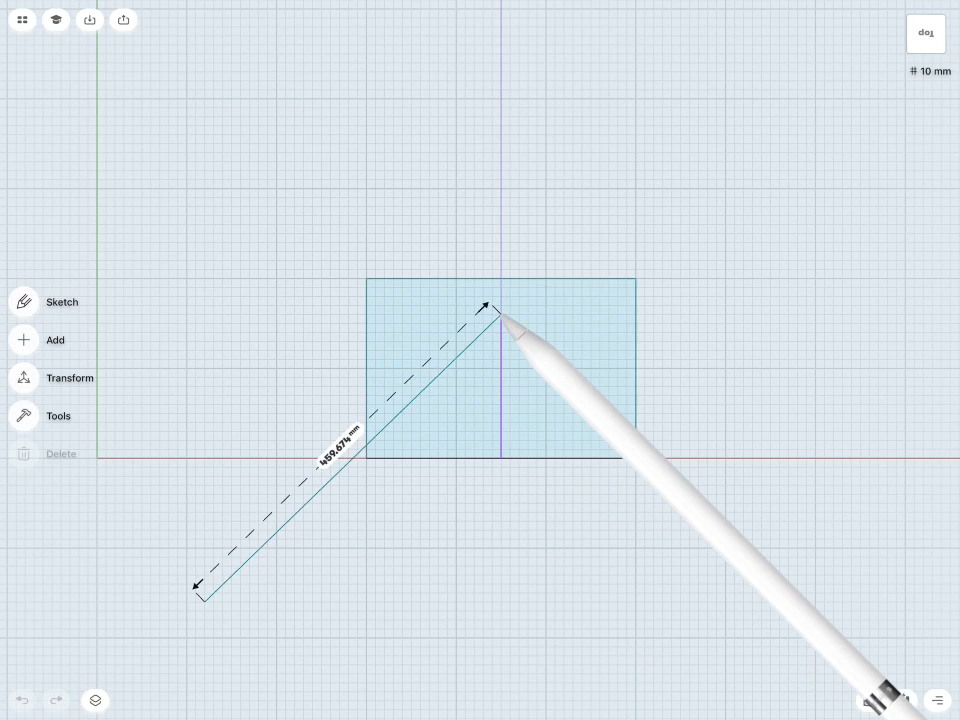 Top
10 mm
Sketch
Add
Transform
Tools
Delete
459.674 mm